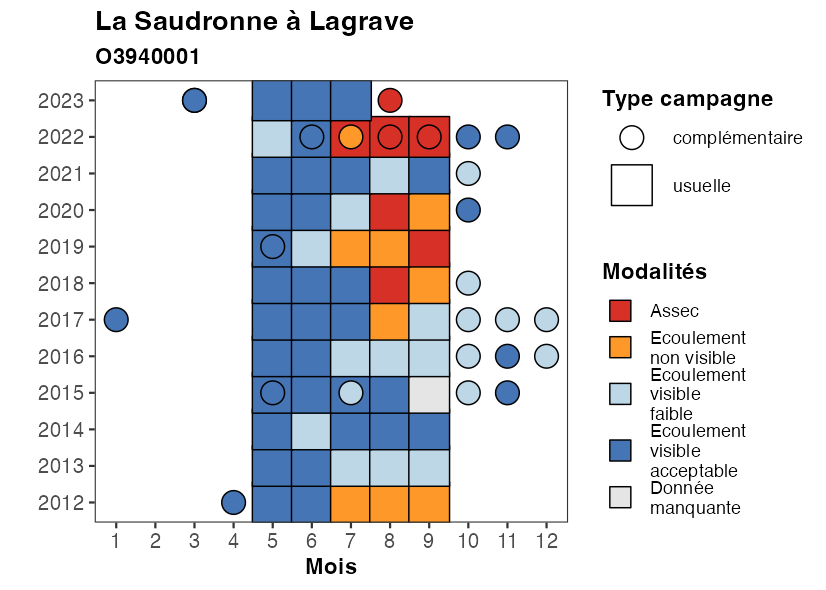 La Saudronne à Lagrave
O3940001
2023
2022
2021
2020
2019
2018
2017
2016
2015
2014
2013
2012
1 2 3 4 5 6 7 8 9 10 11 12
Mois
Type campagne
complémentaire
usuelle
Modalités
Assec
Ecoulement
non visible
Ecoulement
visible
faible
Ecoulement
visible
acceptable
Donnée
manquante